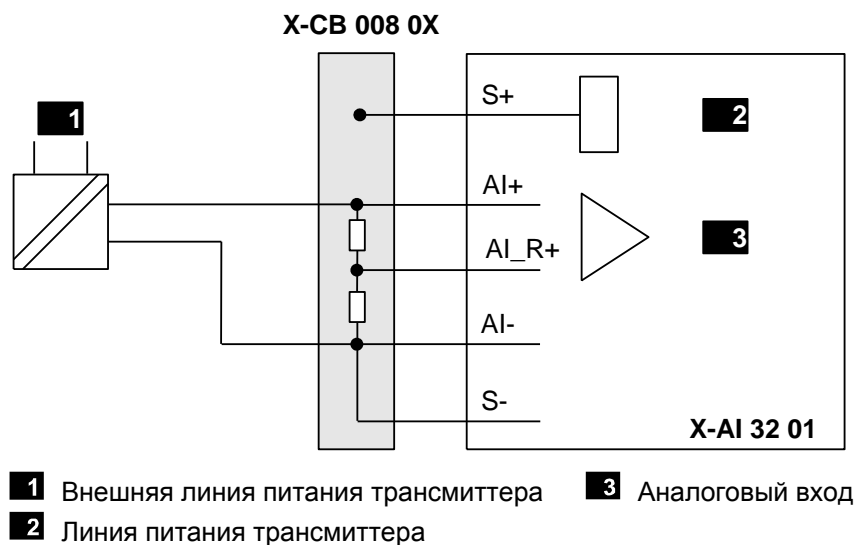 X-CB 008 0X
S+
1
2
AI+
3
AI_R+
AI-
S-
X-AI 32 01
1 Внешняя линия питания трансмиттера 3 Аналоговый вход
2 Линия питания трансмиттера